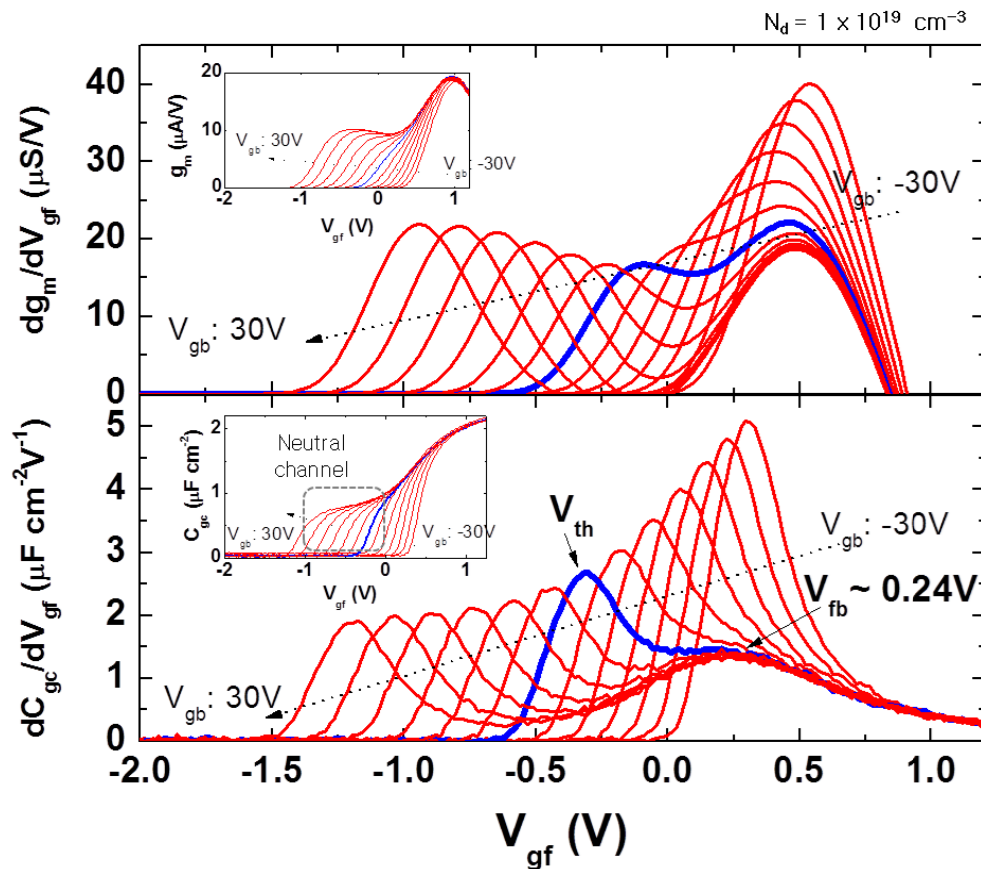 N_d = 1 x 10^19 cm^-3
dg_m/dV_gf (μS/V)
40
30
20
10
0
g_m (μA/V)
20
10
0
V_gb: 30V
V_gb: -30V
-2
-1
0
1
V_gf (V)
V_gb: -30V
V_gb: 30V
dC_gc/dV_gf (μF cm^-2V^-1)
5
4
3
2
1
0
C_gc (μF cm^-2)
2
1
0
Neutral
channel
V_gb: 30V
V_gb: -30V
-2
-1
0
1
V_gf (V)
V_th
V_gb: -30V
V_fb ~ 0.24V
V_gb: 30V
-2.0 -1.5 -1.0 -0.5 0.0 0.5 1.0
V_gf (V)